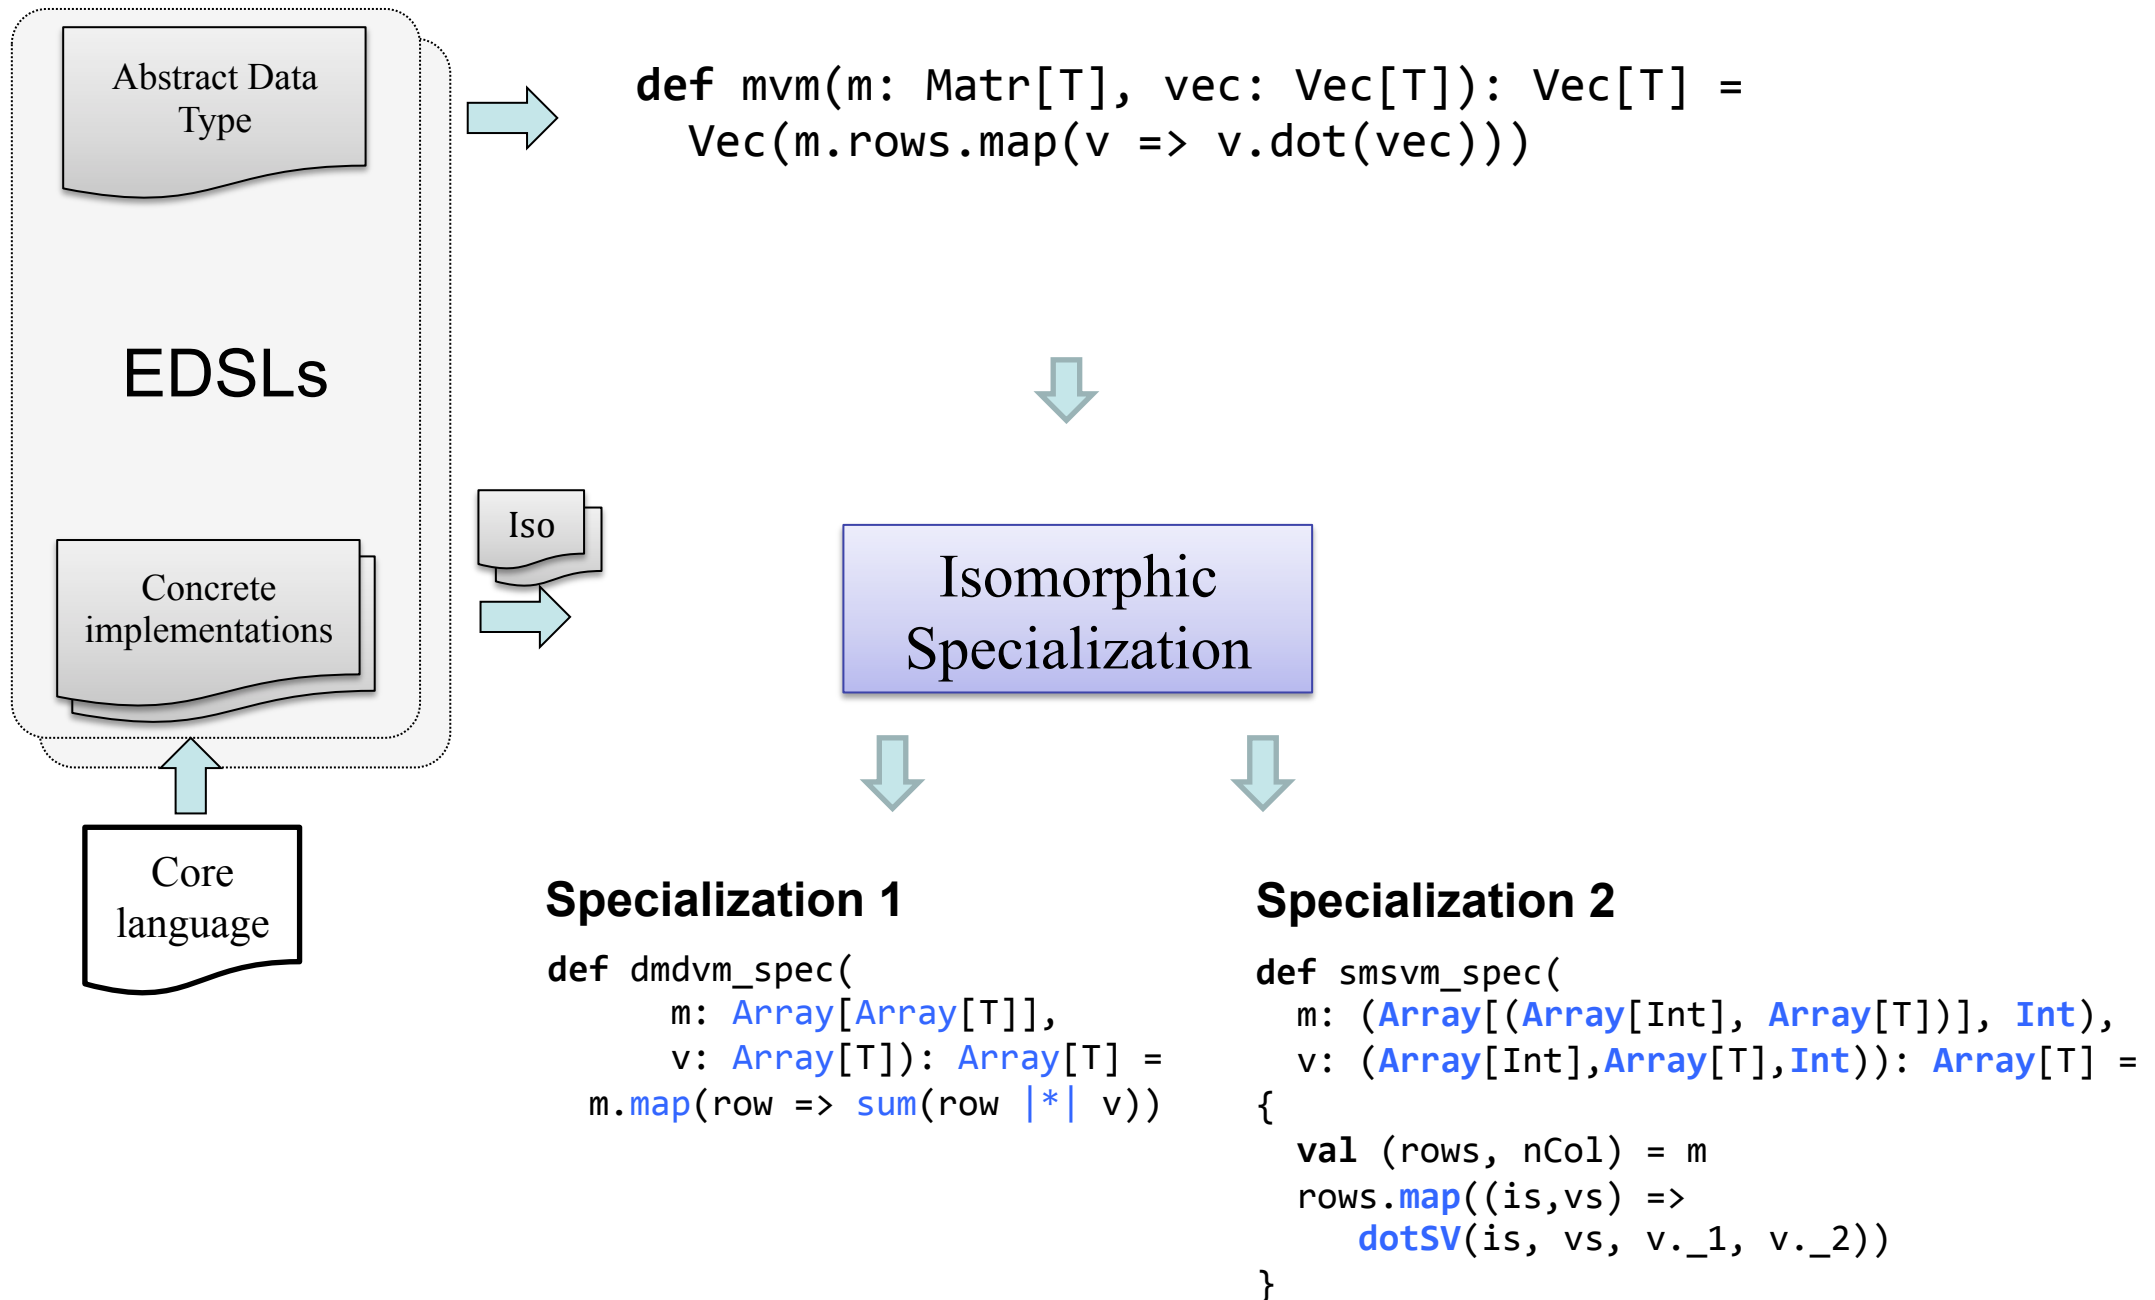 Abstract Data
Type
def mvm(m: Matr[T], vec: Vec[T]): Vec[T] =
Vec(m.rows.map(v => v.dot(vec)))
EDSLs
Iso
Concrete
implementations
Isomorphic
Specialization
Core
language
Specialization 1
def dmdvm_spec(
m: Array[Array[T]],
v: Array[T]): Array[T] =
m.map(row => sum(row |*| v))
Specialization 2
def smsvm_spec(
m: (Array[(Array[Int], Array[T])], Int),
v: (Array[Int],Array[T],Int)): Array[T] =
{
val (rows, nCol) = m
rows.map((is,vs) =>
dotSV(is, vs, v._1, v._2))
}